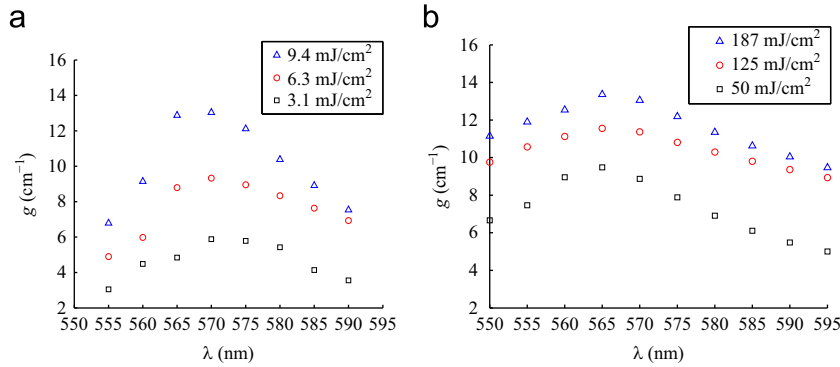 a
16
14
12
10
8
6
4
2
g (cm⁻¹)
9.4 mJ/cm²
6.3 mJ/cm²
3.1 mJ/cm²
550 555 560 565 570 575 580 585 590 595
λ (nm)
b
16
14
12
10
8
6
4
2
g (cm⁻¹)
187 mJ/cm²
125 mJ/cm²
50 mJ/cm²
550 555 560 565 570 575 580 585 590 595
λ (nm)